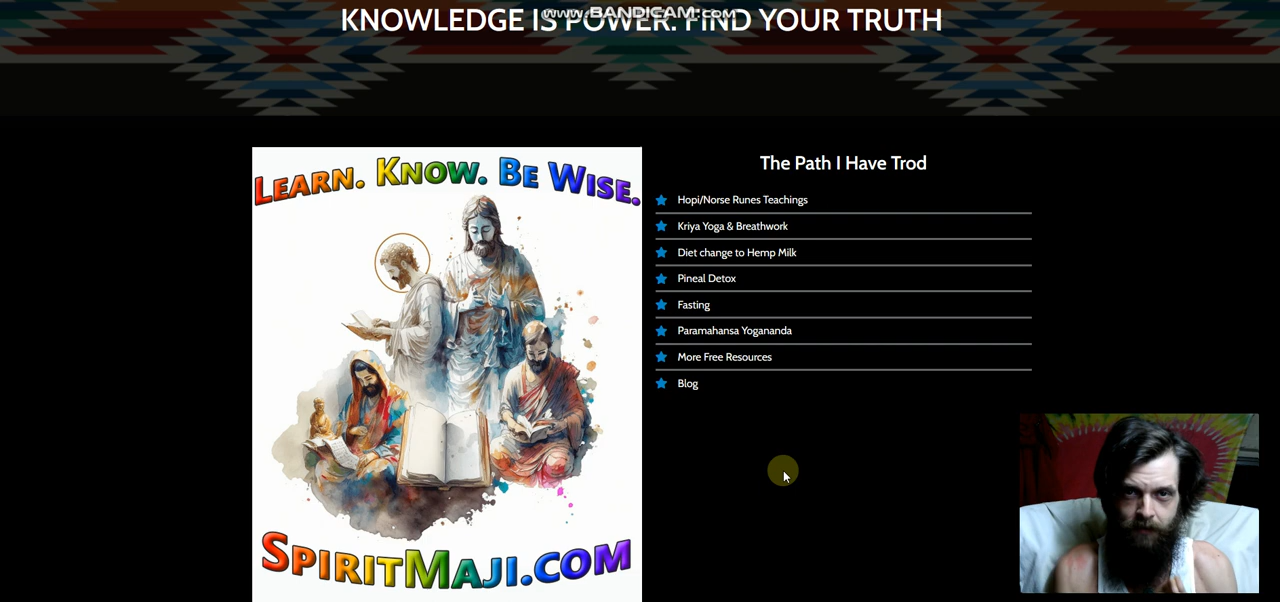 www.BANDICAM.com
KNOWLEDGE IS POWER. FIND YOUR TRUTH
LEARN. KNOW. BE WISE.
SPIRITMAJI.COM
The Path I Have Trod
Hopi/Norse Runes Teachings
Kriya Yoga & Breathwork
Diet change to Hemp Milk
Pineal Detox
Fasting
Paramahansa Yogananda
More Free Resources
Blog